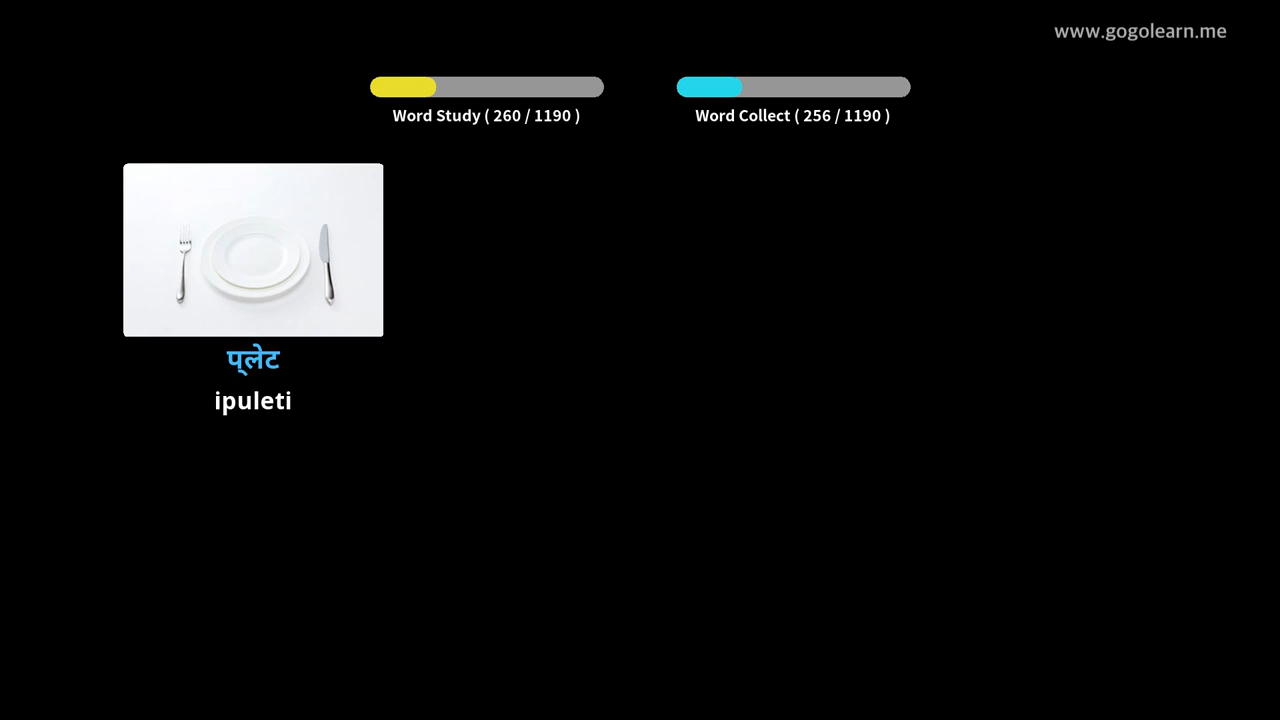 www.gogolearn.me
Word Study ( 260 / 1190 )
Word Collect ( 256 / 1190 )
प्लेट
ipuleti